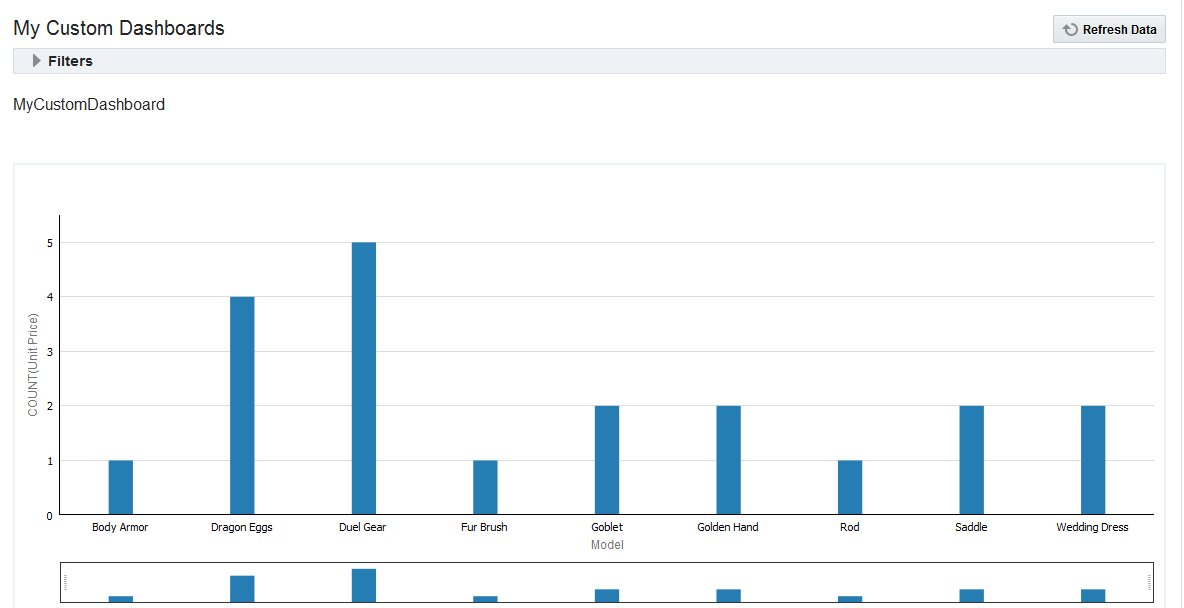 My Custom Dashboards
Refresh Data
Filters
MyCustomDashboard
5
4
3
2
1
0
COUNT(Unit Price)
Body Armor Dragon Eggs Duel Gear Fur Brush Goblet Golden Hand Rod Saddle Wedding Dress
Model